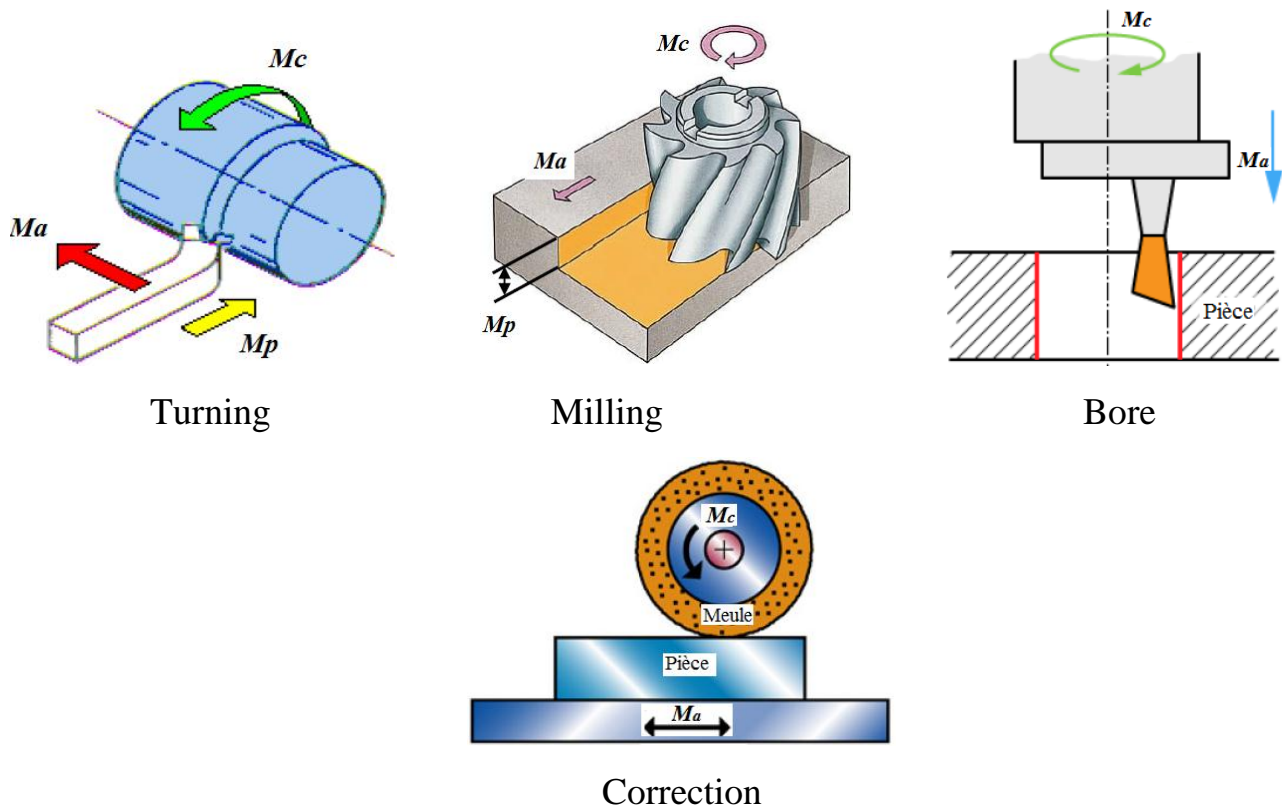 Mc
Ma
Mp
Turning
Mc
Ma
Mp
Milling
Mc
Ma
Pièce
Bore
Mc
Meule
Pièce
Ma
Correction